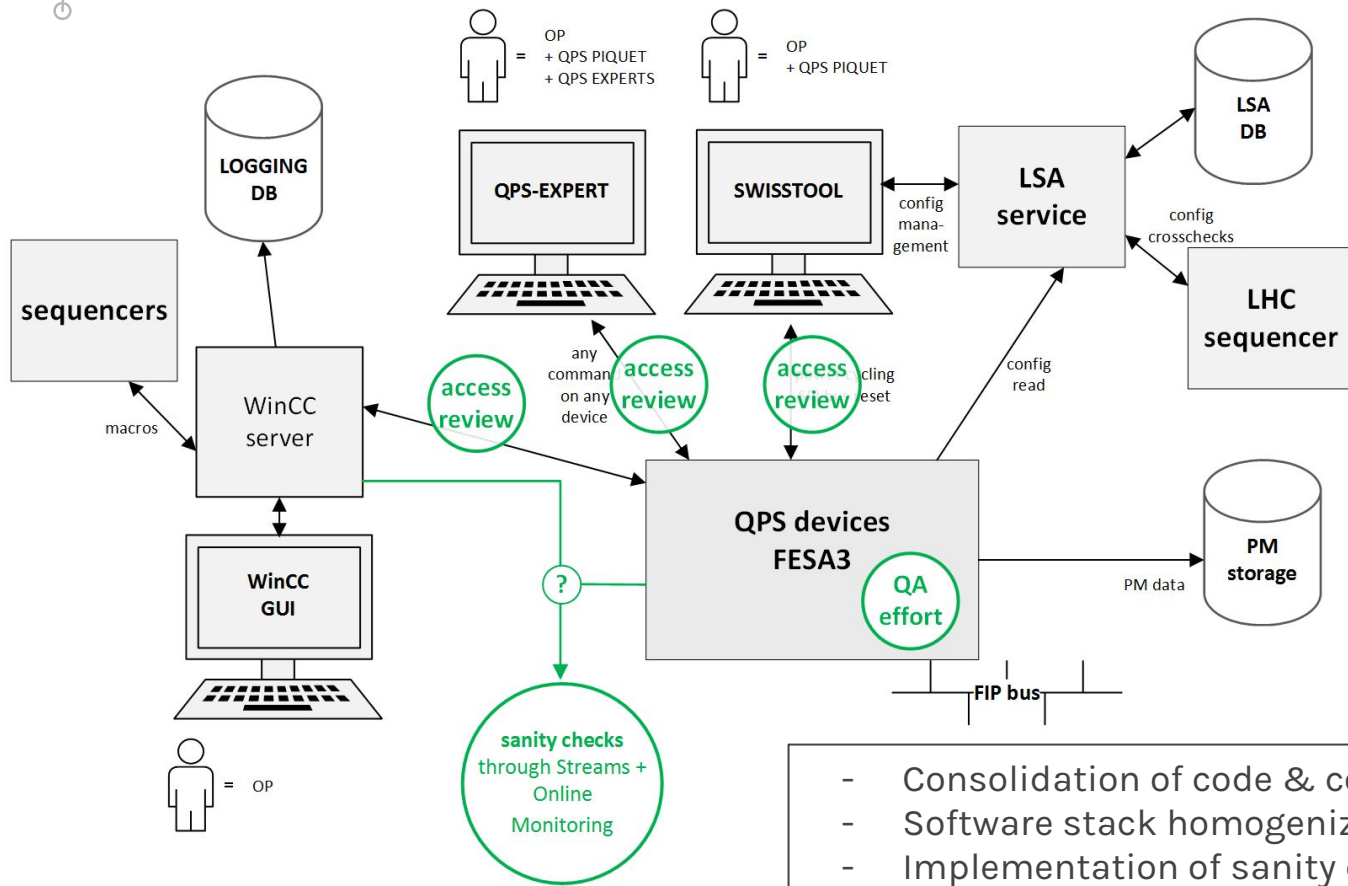 OP
=
+ QPS PIQUET
+ QPS EXPERTS
OP
=
+ QPS PIQUET
LOGGING
DB
QPS-EXPERT
SWISSTOOL
config
mana-
gement
LSA
service
LSA
DB
config
crosschecks
LHC
sequencer
sequencers
macros
WinCC
server
access
review
any
command
on any
device
access
review
access
review
config
read
QPS devices
FESA3
QA
effort
PM data
PM
storage
WinCC
GUI
?
FIP bus
sanity checks
through Streams +
Online
Monitoring
= OP
- Consolidation of code &
- Software stack
- Implementation of sanity